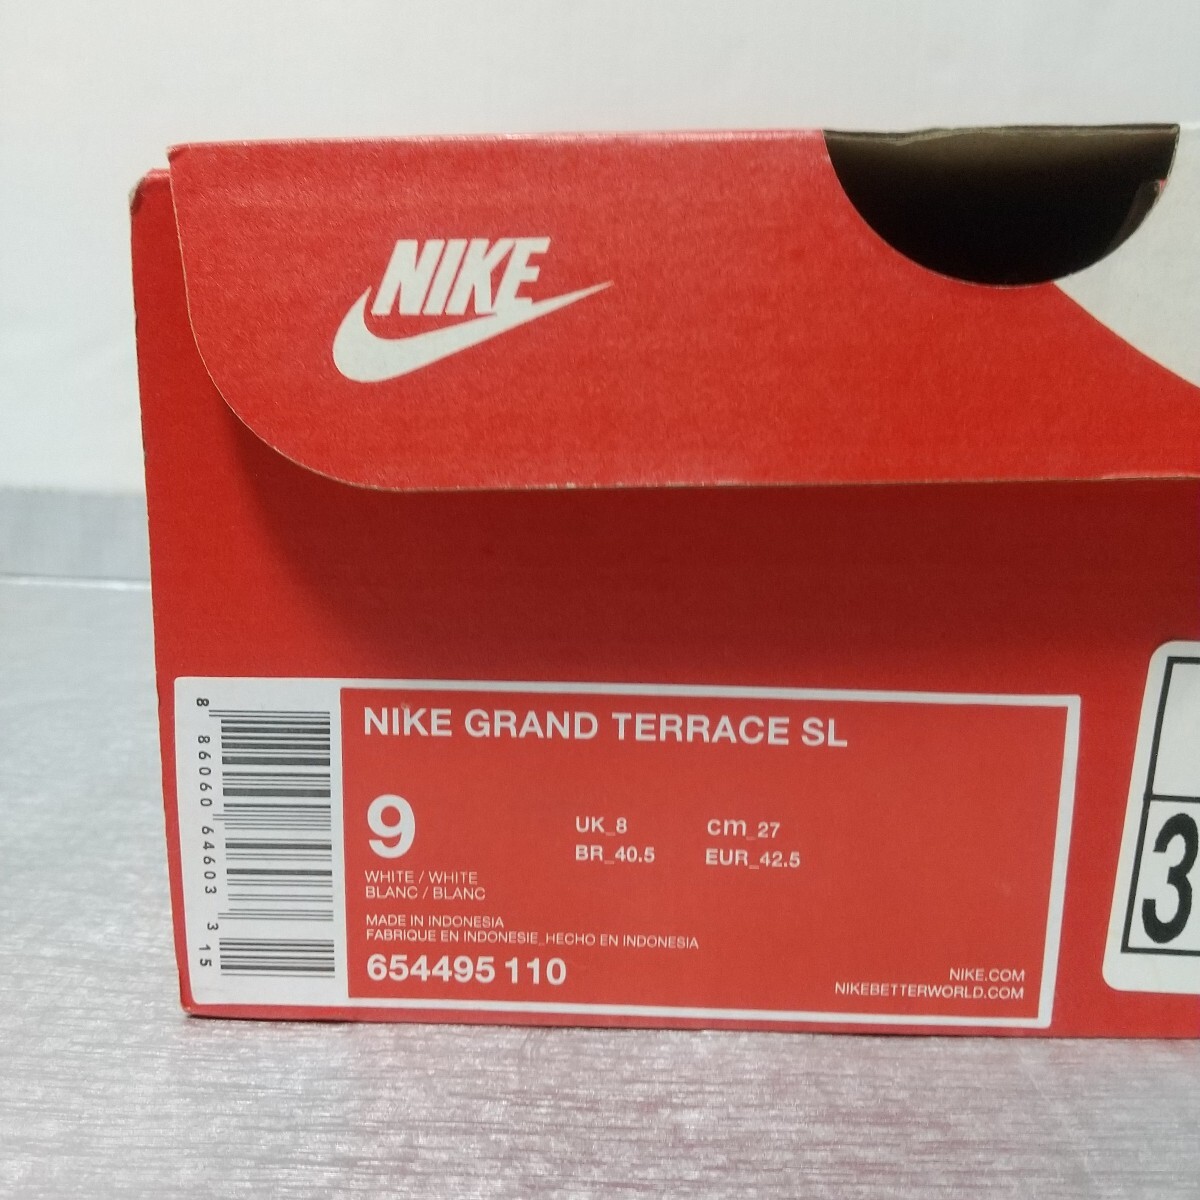 NIKE
NIKE GRAND TERRACE SL
9
UK_8
cm_27
BR_40.5
EUR_42.5
WHITE / WHITE
BLANC / BLANC
MADE IN INDONESIA
FABRIQUE EN INDONESIE_HECHO EN INDONESIA
654495 110
NIKE.COM
NIKEBETTERWORLD.COM
8 86060 64603 3 15
3